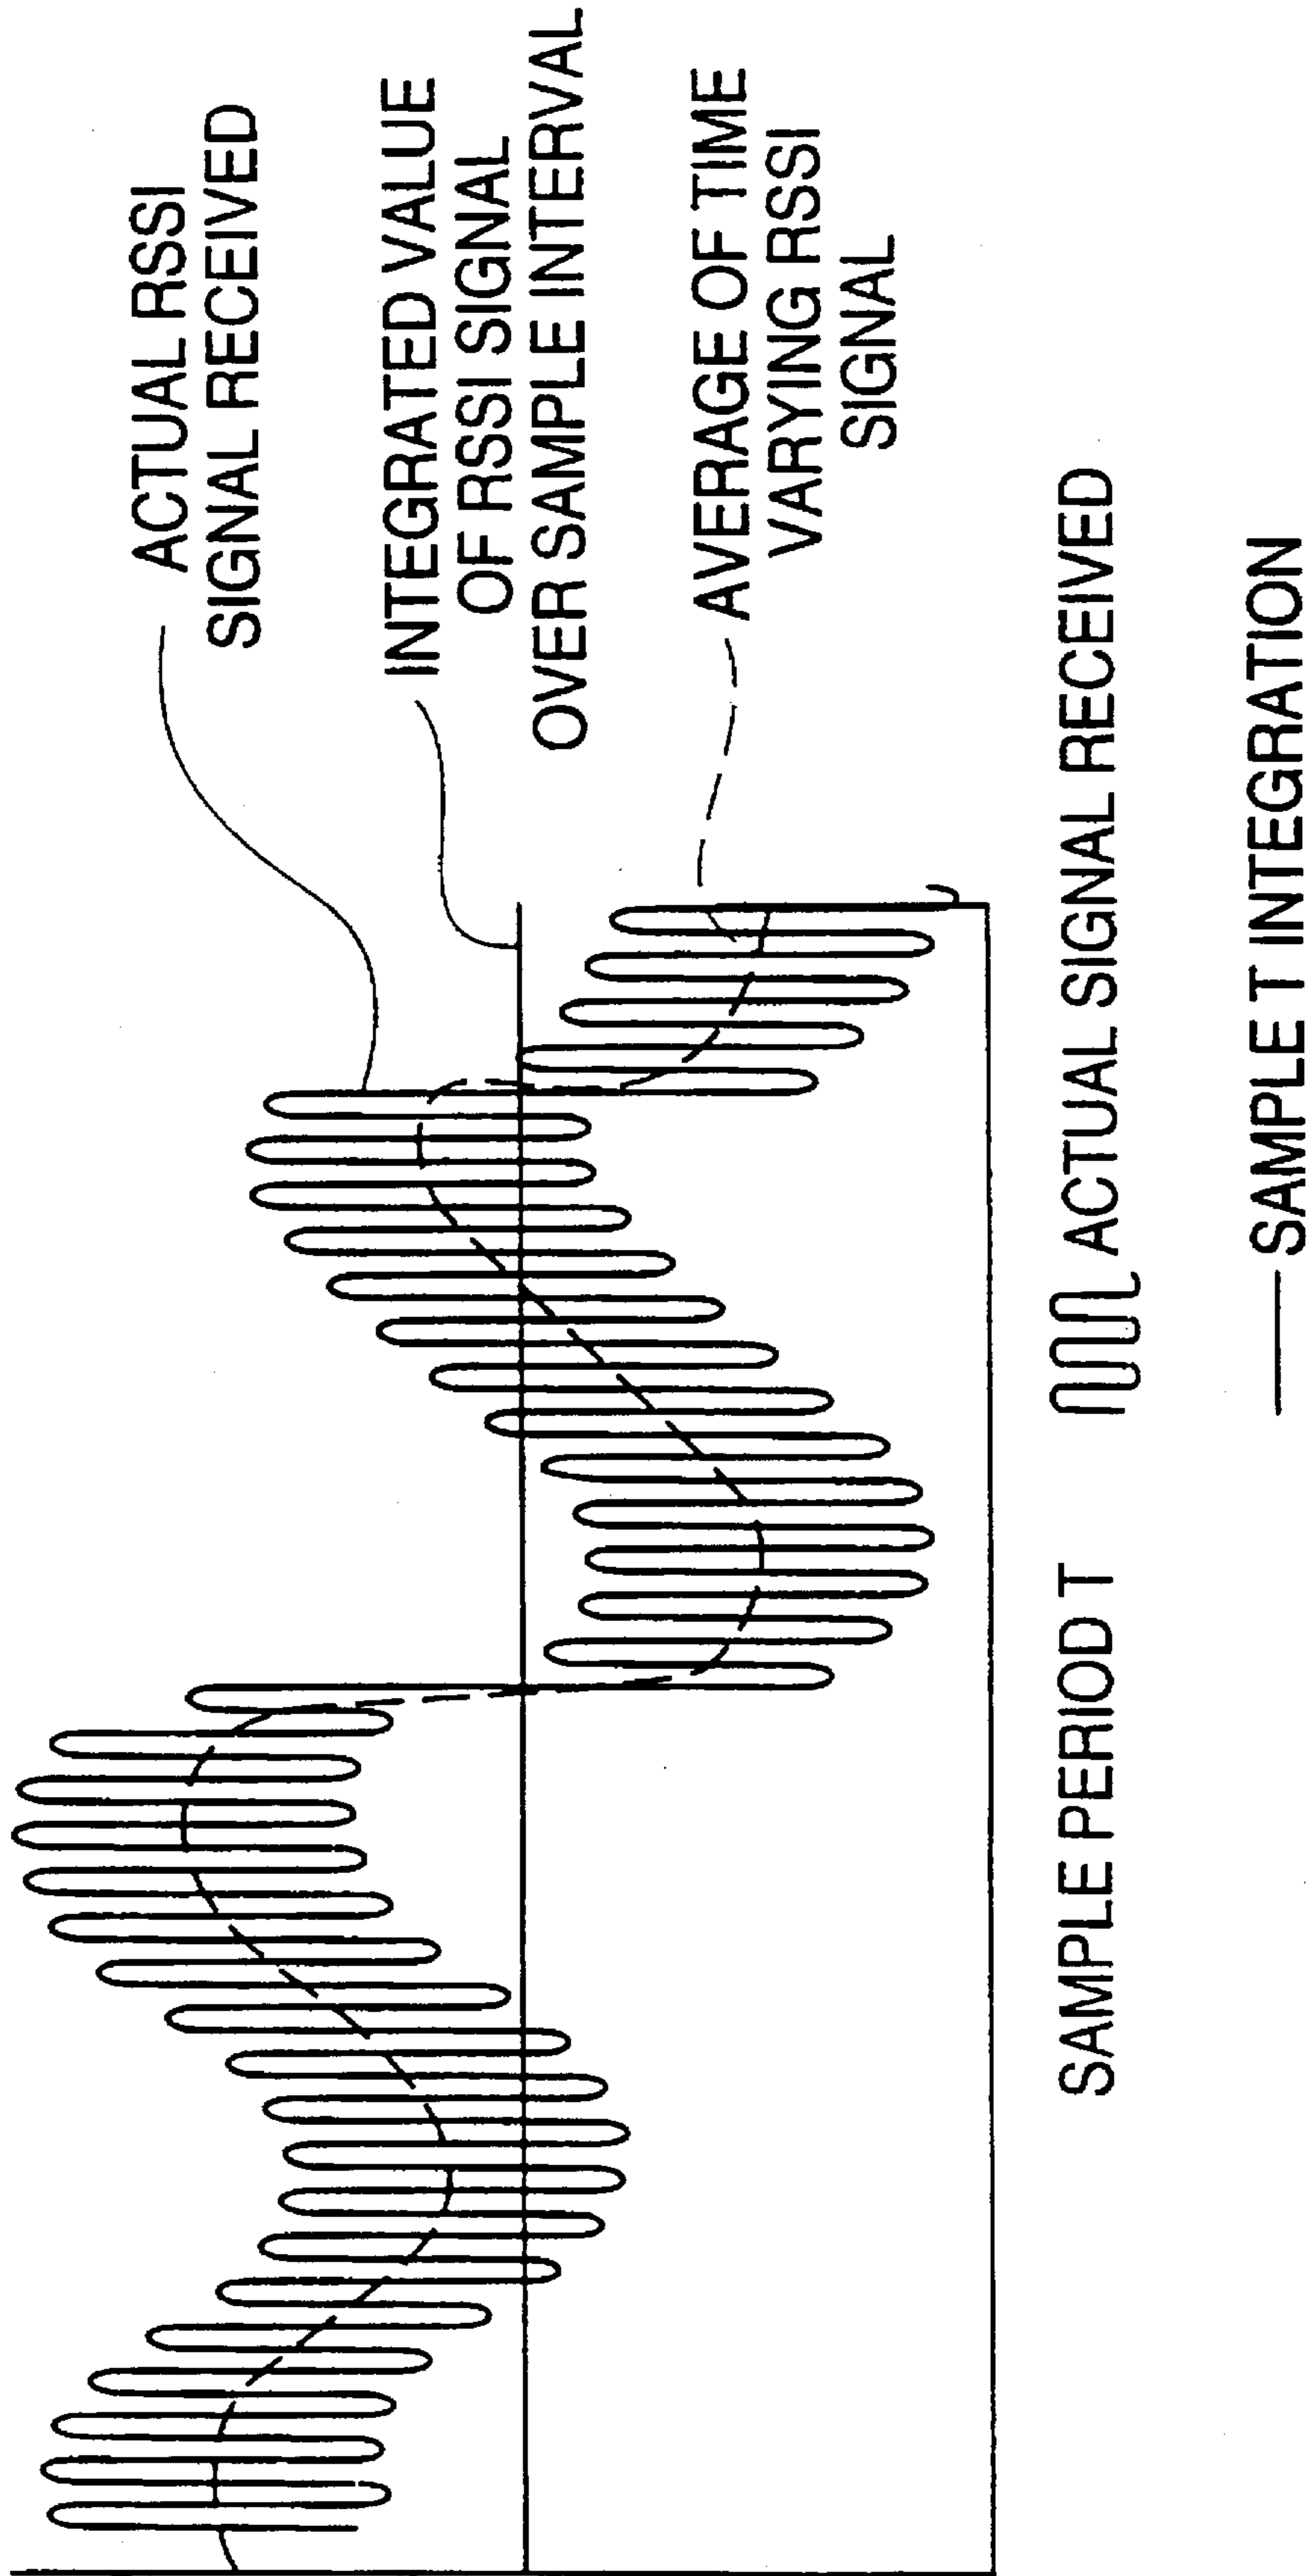 ACTUAL RSSI
SIGNAL RECEIVED
INTEGRATED VALUE
OF RSSI SIGNAL
OVER SAMPLE INTERVAL
AVERAGE OF TIME
VARYING RSSI
SIGNAL
SAMPLE PERIOD T
ACTUAL SIGNAL RECEIVED
SAMPLE T INTEGRATION